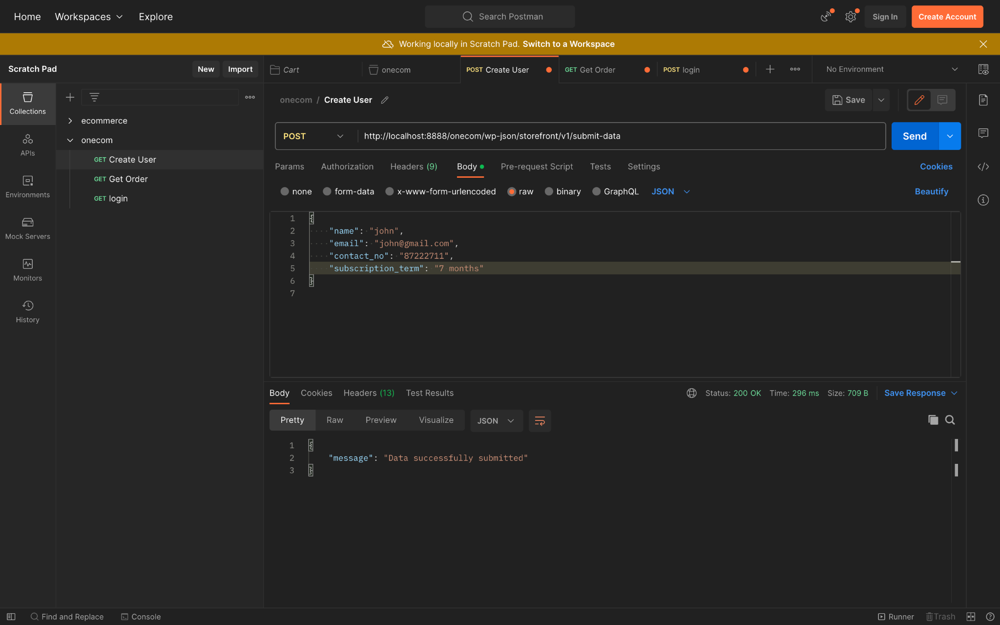 Home Workspaces Explore Search Postman Sign In Create Account
Working locally in Scratch Pad. Switch to a Workspace
Scratch Pad New Import Cart onecom POST Create User GET Get Order POST login No Environment
Collections
APIs
Environments
Mock Servers
Monitors
History
ecommerce
onecom
GET Create User
GET Get Order
GET login
onecom / Create User Save
POST http://localhost:8888/onecom/wp-json/storefront/v1/submit-data Send
Params Authorization Headers (9) Body Pre-request Script Tests Settings Cookies
none form-data x-www-form-urlencoded raw binary GraphQL JSON Beautify
1 {
2 "name": "john",
3 "email": "john@gmail.com",
4 "contact_no": "87222711",
5 "subscription_term": "7 months"
6 }
7
Body Cookies Headers (13) Test Results Status: 200 OK Time: 296 ms Size: 709 B Save Response
Pretty Raw Preview Visualize JSON
1 {
2 "message": "Data successfully submitted"
3 }
Find and Replace Console Runner Trash